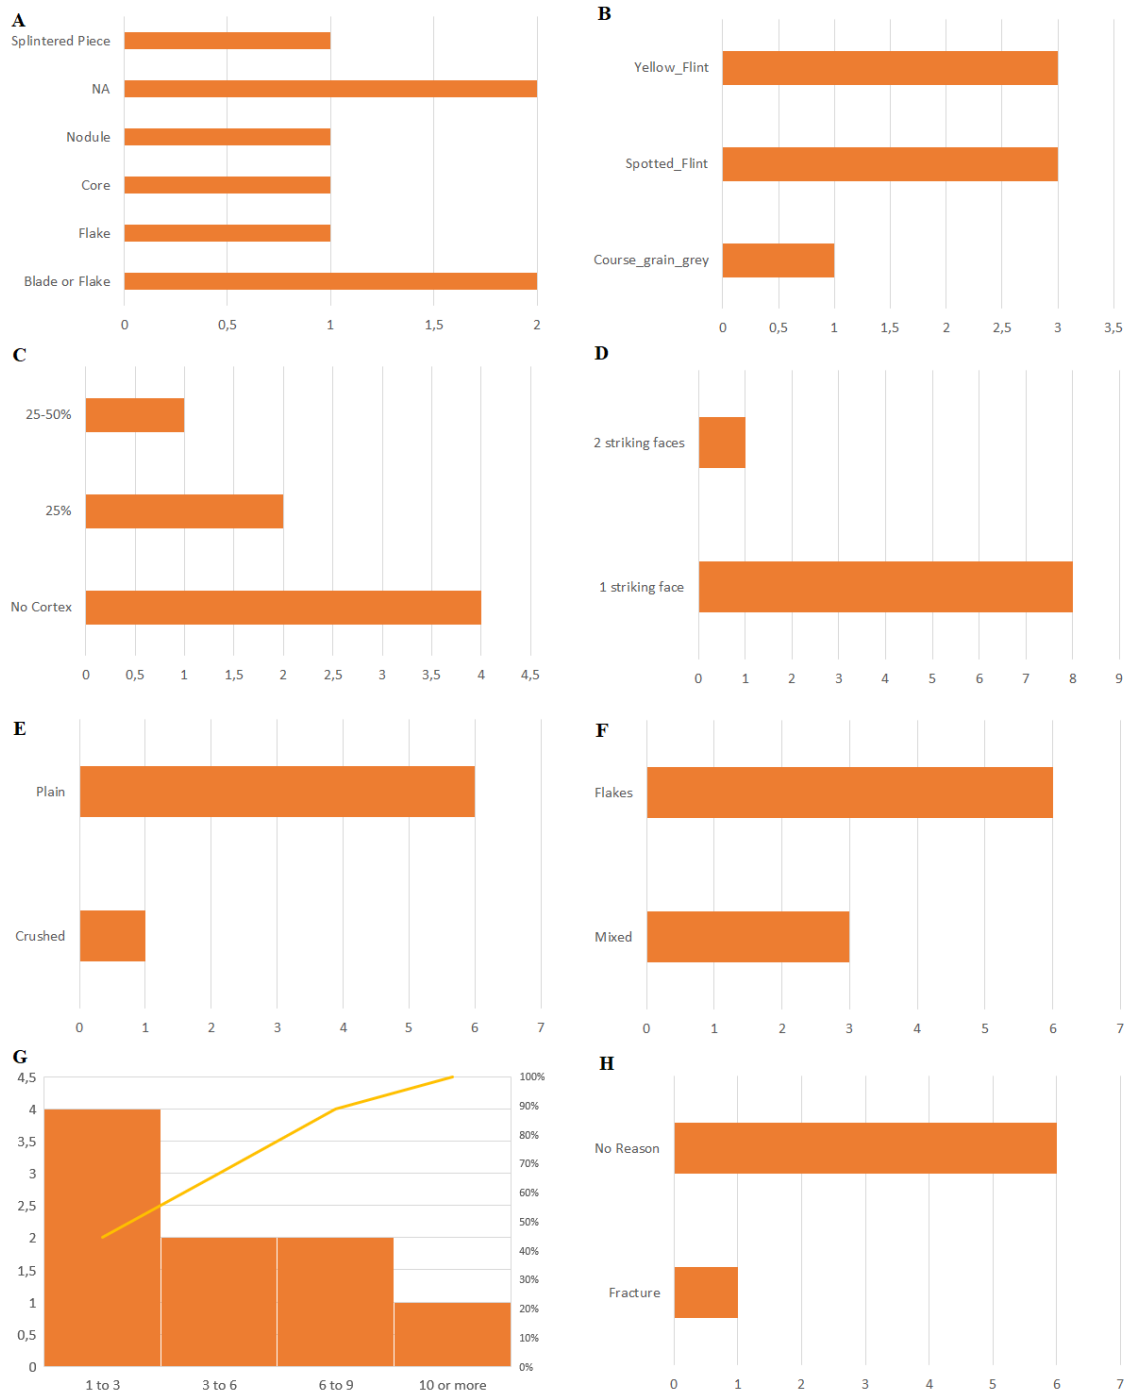 A
Splintered Piece
NA
Nodule
Core
Flake
Blade or Flake
0 0,5 1 1,5 2
B
Yellow_Flint
Spotted_Flint
Course_grain_grey
0 0,5 1 1,5 2 2,5 3 3,5
C
25-50%
25%
No Cortex
0 0,5 1 1,5 2 2,5 3 3,5 4 4,5
D
2 striking faces
1 striking face
0 1 2 3 4 5 6 7 8 9
E
Plain
Crushed
0 1 2 3 4 5 6 7
F
Flakes
Mixed
0 1 2 3 4 5 6 7
G
4,5
4
3,5
3
2,5
2
1,5
1
0,5
0
100%
90%
80%
70%
60%
50%
40%
30%
20%
10%
0%
1 to 3 3 to 6 6 to 9 10 or more
H
No Reason
Fracture
0 1 2 3 4 5 6 7